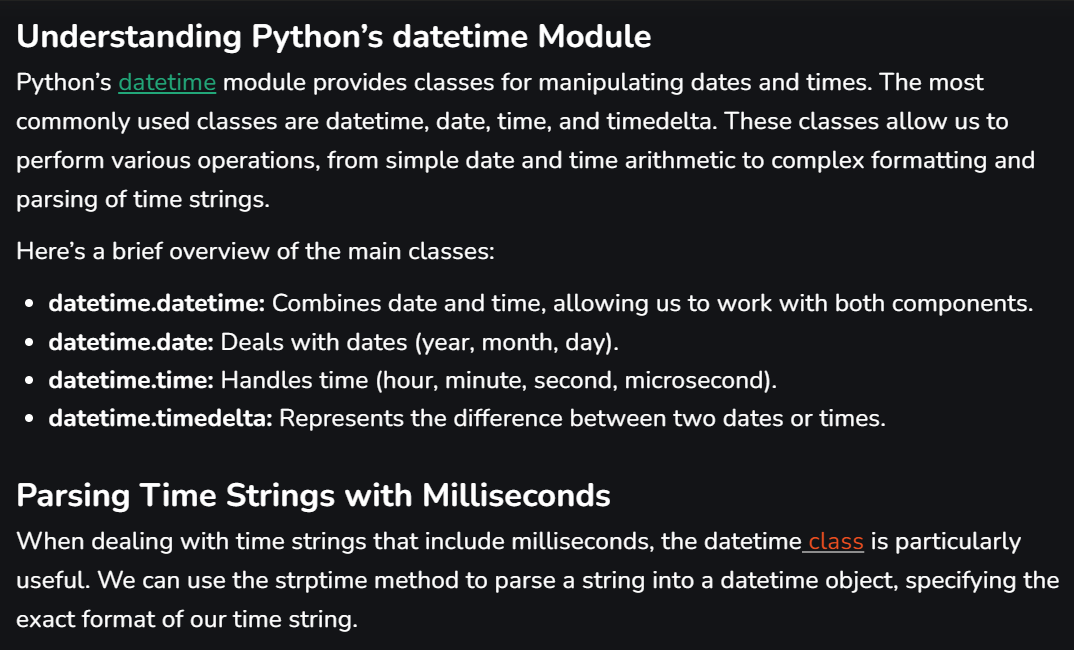 Understanding Python’s datetime Module
Python’s datetime module provides classes for manipulating dates and times. The most
commonly used classes are datetime, date, time, and timedelta. These classes allow us to
perform various operations, from simple date and time arithmetic to complex formatting and
parsing of time strings.
Here’s a brief overview of the main classes:
• datetime.datetime: Combines date and time, allowing us to work with both components.
• datetime.date: Deals with dates (year, month, day).
• datetime.time: Handles time (hour, minute, second, microsecond).
• datetime.timedelta: Represents the difference between two dates or times.
Parsing Time Strings with Milliseconds
When dealing with time strings that include milliseconds, the datetime class is particularly
useful. We can use the strptime method to parse a string into a datetime object, specifying the
exact format of our time string.